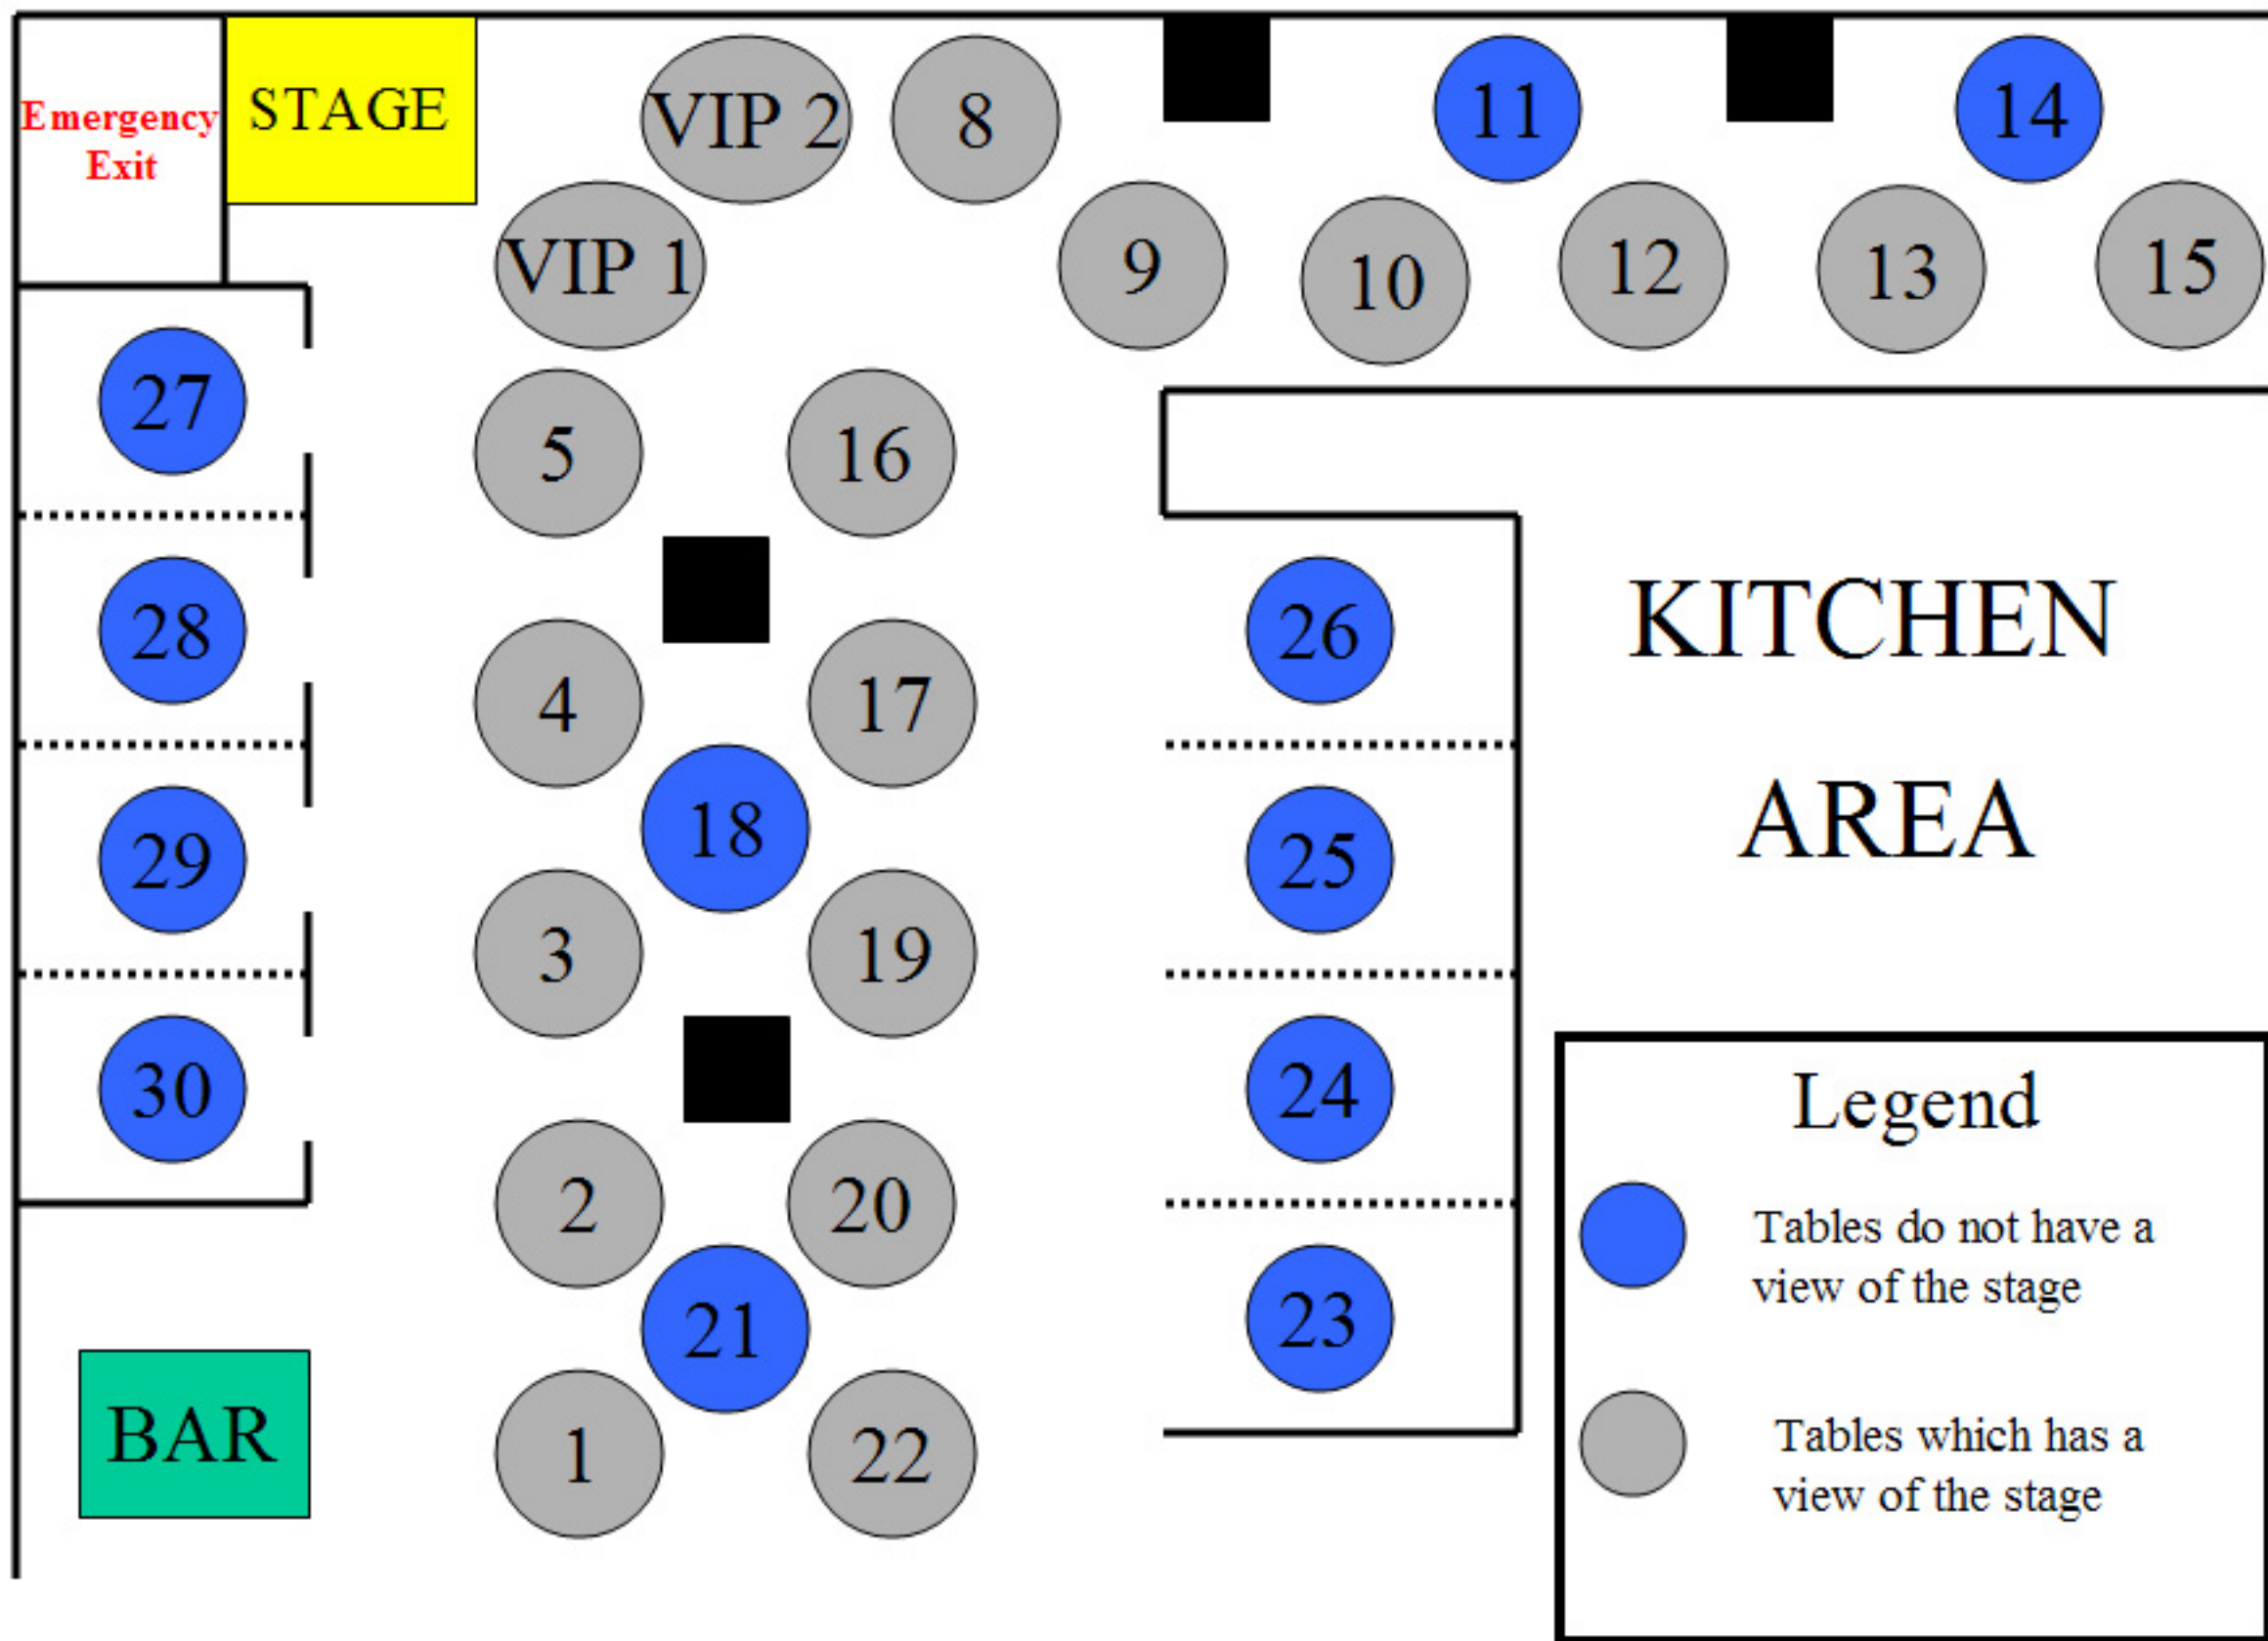 Emergency
Exit
STAGE
VIP 2
8
11
14
VIP 1
9
10
12
13
15
27
5
16
28
26
KITCHEN
4
17
18
29
25
AREA
3
19
30
24
Legend
2
20
Tables do not have a
view of the stage
21
23
BAR
1
22
Tables which has a
view of the stage